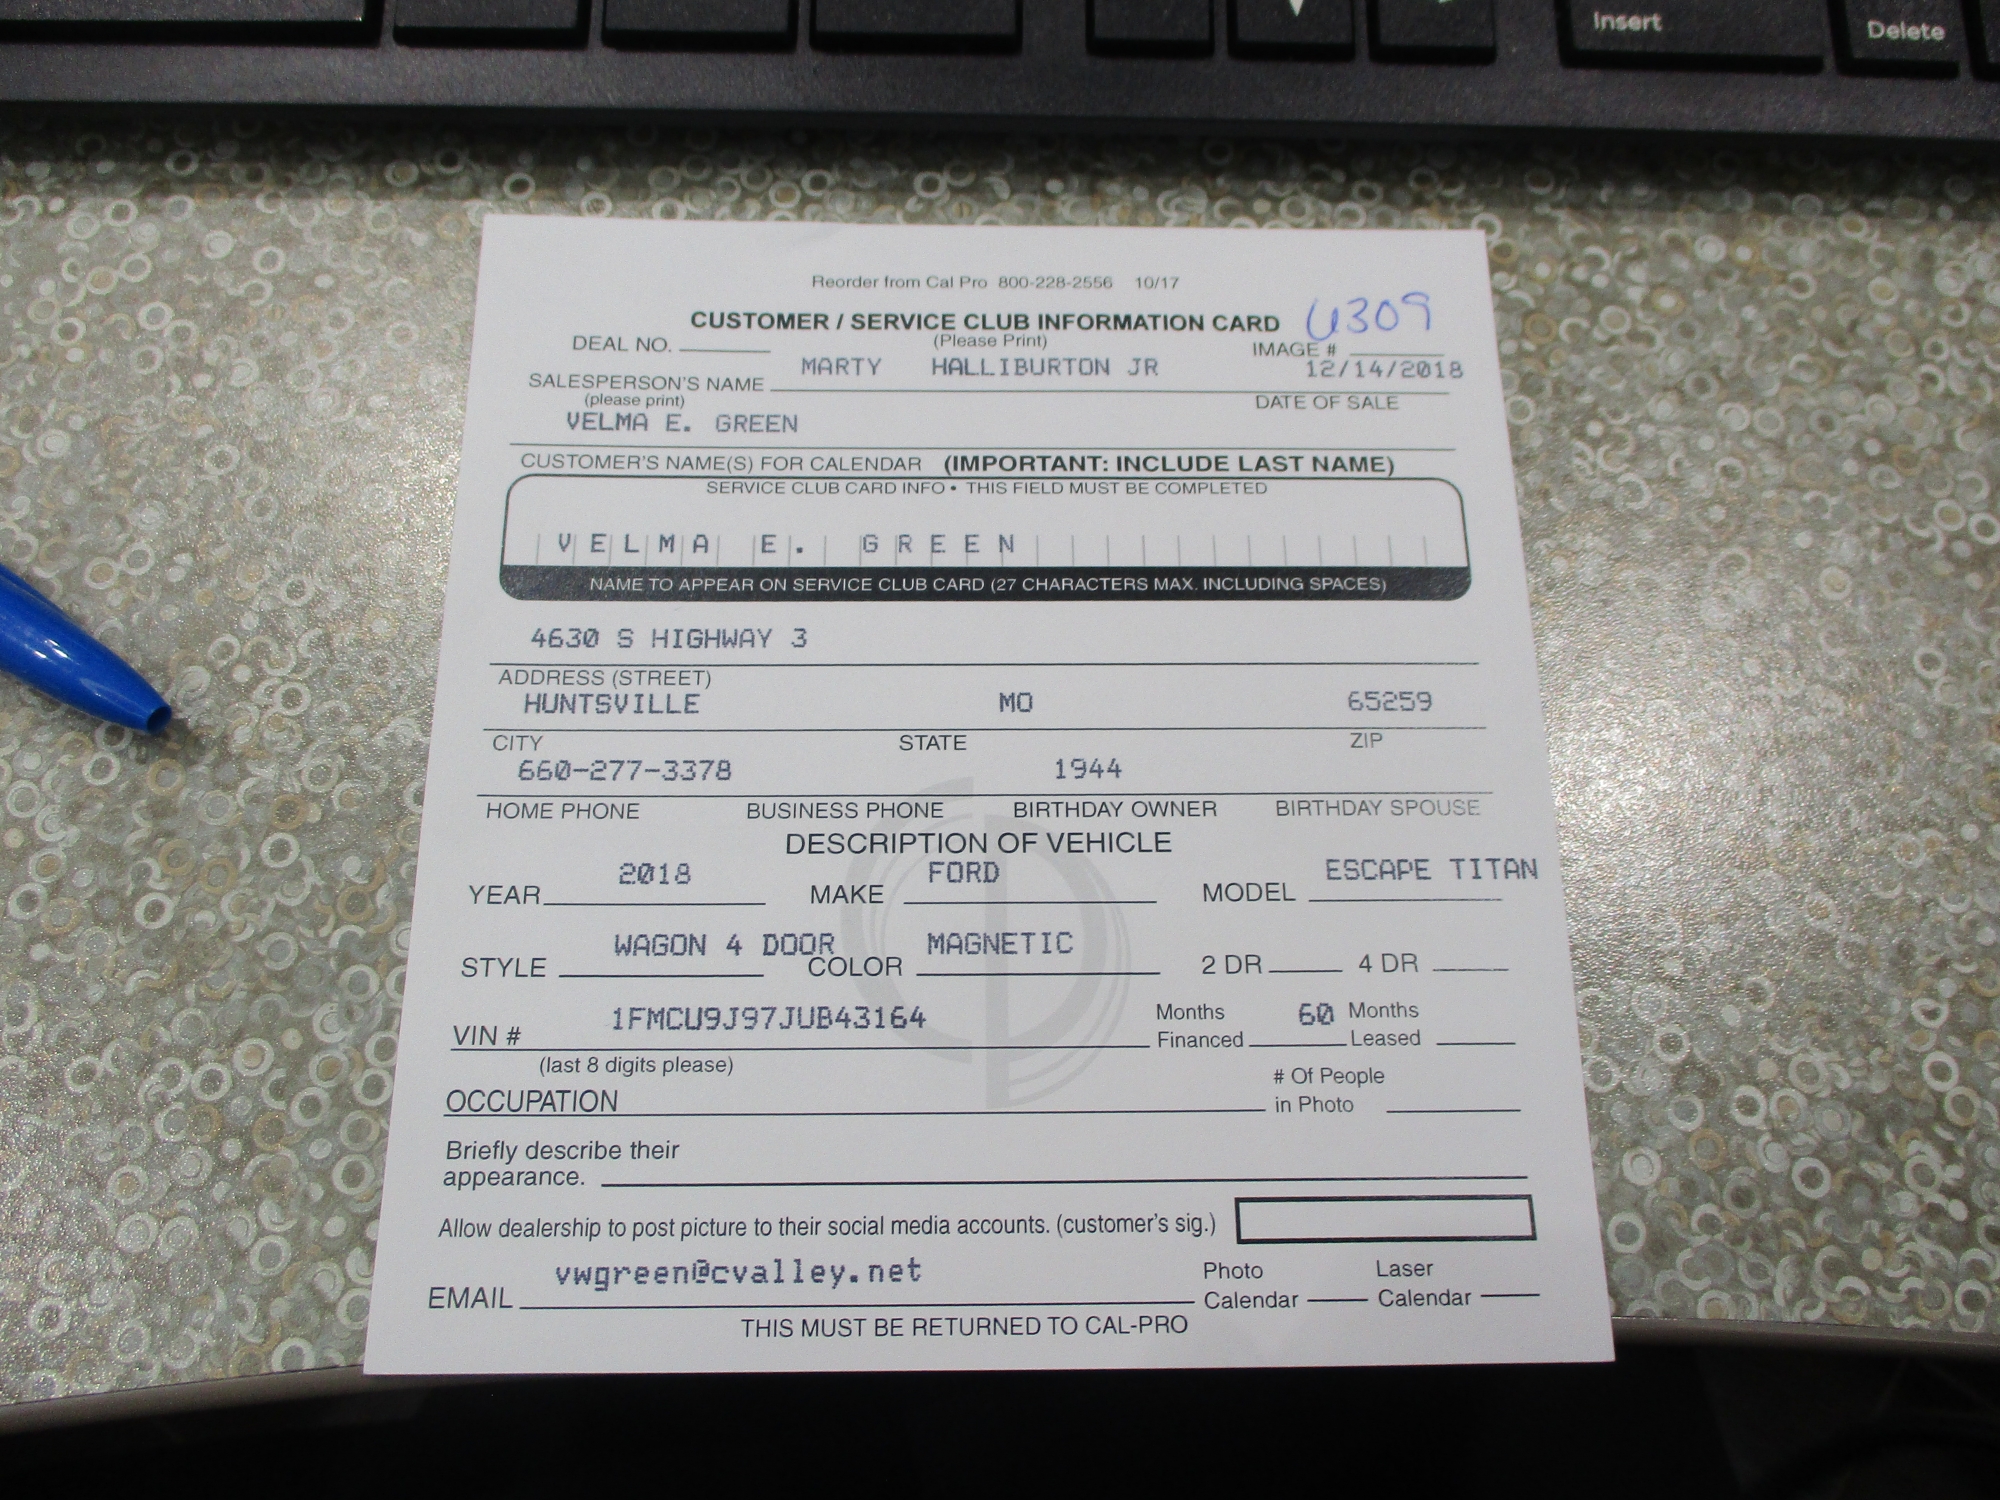 Insert
Delete
Reorder from Cal Pro 800-228-2556 10/17
CUSTOMER / SERVICE CLUB INFORMATION CARD 6309
DEAL NO. (Please Print) IMAGE #
MARTY HALLIBURTON JR 12/14/2018
SALESPERSON'S NAME
(please print) DATE OF SALE
VELMA E. GREEN
CUSTOMER'S NAME(S) FOR CALENDAR (IMPORTANT: INCLUDE LAST NAME)
SERVICE CLUB CARD INFO • THIS FIELD MUST BE COMPLETED
VELMA E. GREEN
NAME TO APPEAR ON SERVICE CLUB CARD (27 CHARACTERS MAX. INCLUDING SPACES)
4630 S HIGHWAY 3
ADDRESS (STREET)
HUNTSVILLE MO 65259
CITY STATE ZIP
660-277-3378 1944
HOME PHONE BUSINESS PHONE BIRTHDAY OWNER BIRTHDAY SPOUSE
DESCRIPTION OF VEHICLE
YEAR 2018 MAKE FORD MODEL ESCAPE TITAN
STYLE WAGON 4 DOOR COLOR MAGNETIC 2 DR 4 DR
VIN # 1FMCU9J97JUB43164 Months Financed 60 Months Leased
(last 8 digits please)
OCCUPATION # Of People in Photo
Briefly describe their
appearance.
Allow dealership to post picture to their social media accounts. (customer's sig.)
EMAIL vwgreen@cvalley.net Photo Calendar Laser Calendar
THIS MUST BE RETURNED TO CAL-PRO